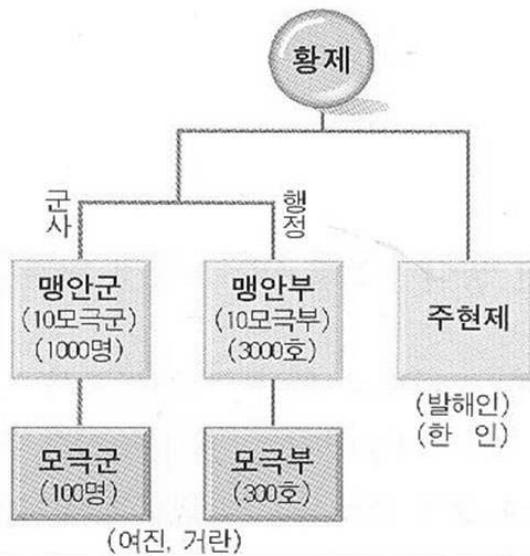 황제
군사
행정
맹안군
(10모극군)
(1000명)
맹안부
(10모극부)
(3000호)
주현제
(발해인)
(한 인)
모극군
(100명)
모극부
(300호)
(여진, 거란)